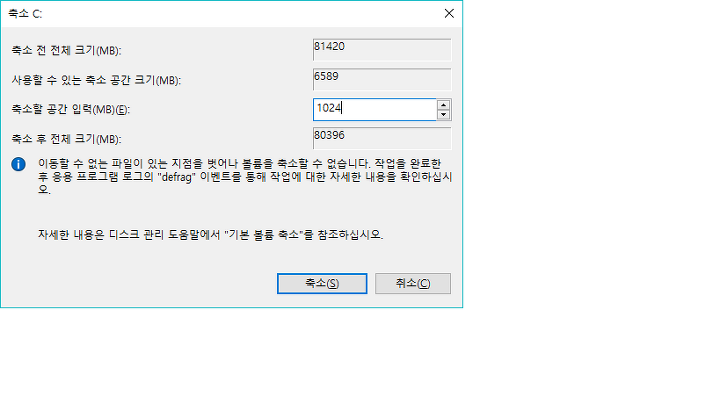 축소 C:
축소 전 전체 크기(MB): 81420
사용할 수 있는 축소 공간 크기(MB): 6589
축소할 공간 입력(MB)(E): 1024
축소 후 전체 크기(MB): 80396
이동할 수 없는 파일이 있는 지점을 벗어나 볼륨을 축소할 수 없습니다. 작업을 완료한
후 응용 프로그램 로그의 "defrag" 이벤트를 통해 작업에 대한 자세한 내용을 확인하십시
오.
자세한 내용은 디스크 관리 도움말에서 "기본 볼륨 축소"를 참조하십시오.
축소(S) 취소(C)